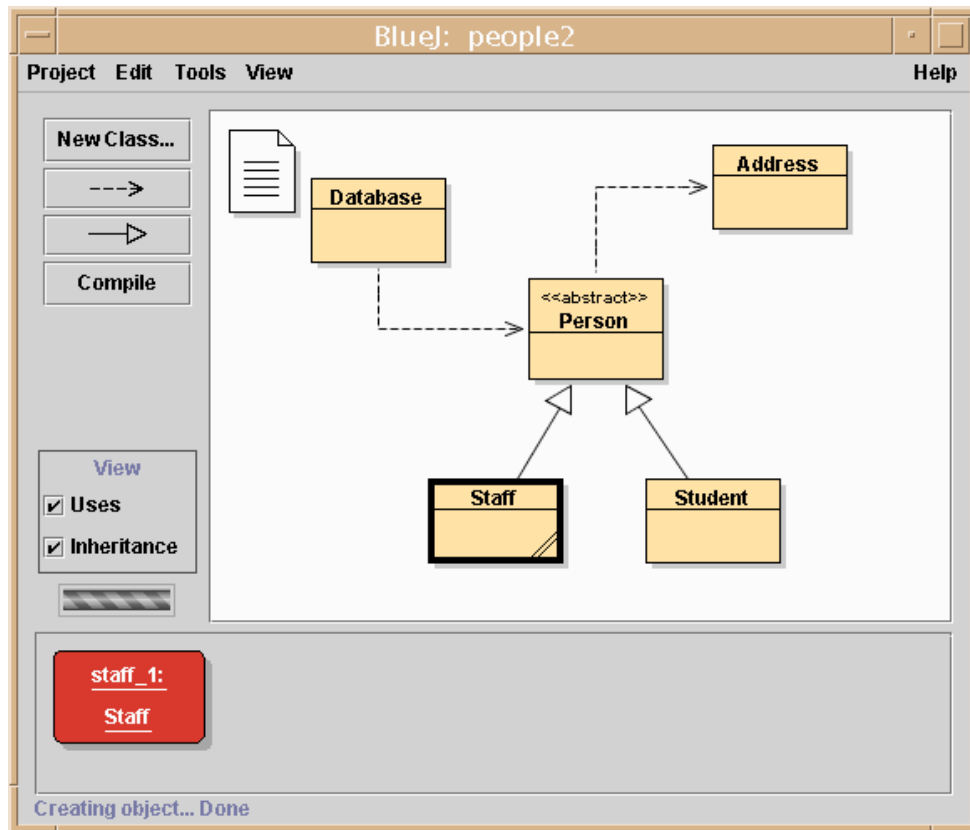 BlueJ: people2
Project Edit Tools View Help
New Class...
Compile
View
Uses
Inheritance
Database
Address
<<abstract>>
Person
Staff
Student
staff_1:
Staff
Creating object... Done